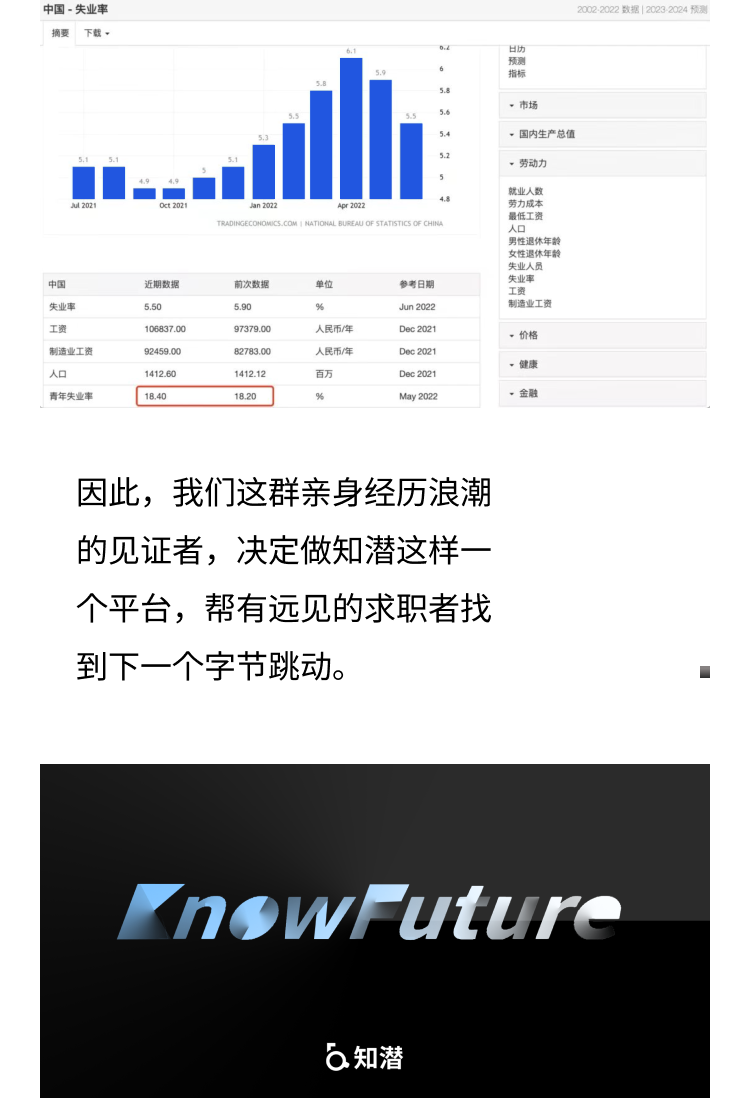 中国 - 失业率
2002-2022 数据 | 2023-2024 预测
摘要 下载
6.2
6
5.8
5.6
5.4
5.2
5
4.8
5.1 5.1 4.9 4.9 5 5.1 5.3 5.5 5.8 6.1 5.9 5.5
Jul 2021 Oct 2021 Jan 2022 Apr 2022
TRADINGECONOMICS.COM | NATIONAL BUREAU OF STATISTICS OF CHINA
中国 近期数据 前次数据 单位 参考日期
失业率 5.50 5.90 % Jun 2022
工资 106837.00 97379.00 人民币/年 Dec 2021
制造业工资 92459.00 82783.00 人民币/年 Dec 2021
人口 1412.60 1412.12 百万 Dec 2021
青年失业率 18.40 18.20 % May 2022
日历
预测
指标
市场
国内生产总值
劳动力
就业人数
劳力成本
最低工资
人口
男性退休年龄
女性退休年龄
失业人员
失业率
工资
制造业工资
价格
健康
金融
因此，我们这群亲身经历浪潮
的见证者，决定做知潜这样一
个平台，帮有远见的求职者找
到下一个字节跳动。
KnowFuture
知潜